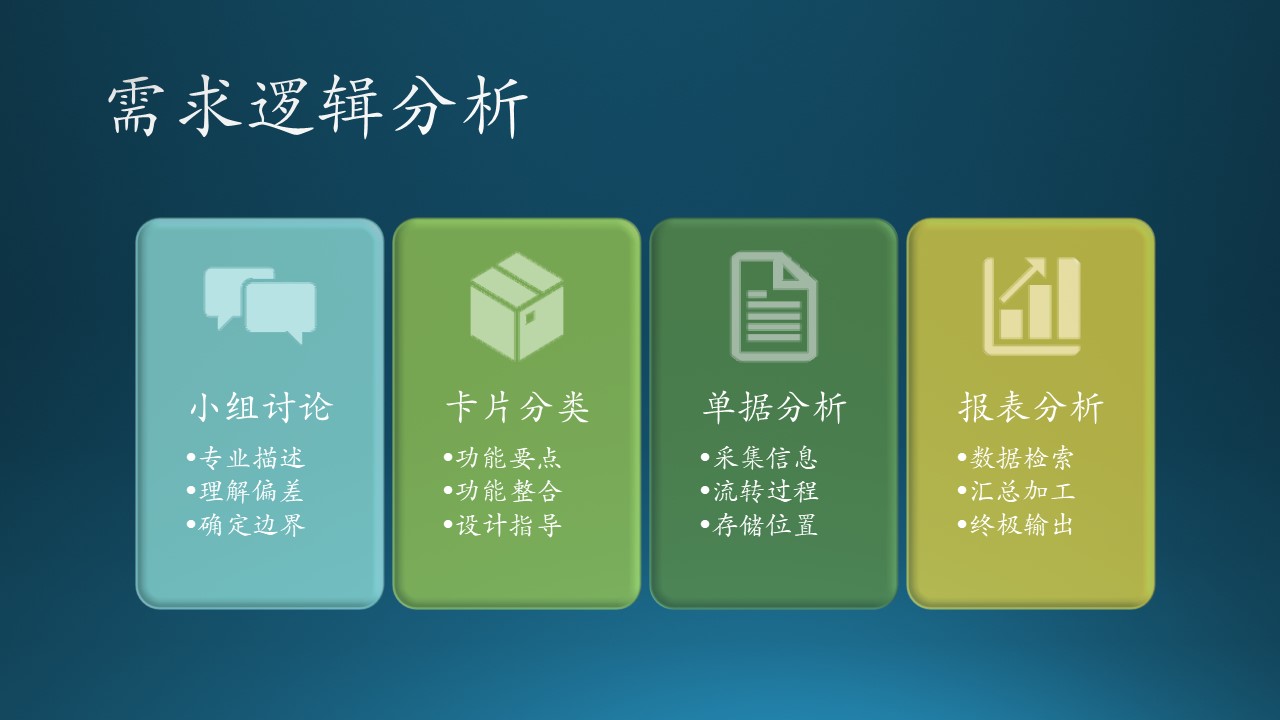 需求逻辑分析
小组讨论
•专业描述
•理解偏差
•确定边界
卡片分类
•功能要点
•功能整合
•设计指导
单据分析
•采集信息
•流转过程
•存储位置
报表分析
•数据检索
•汇总加工
•终极输出